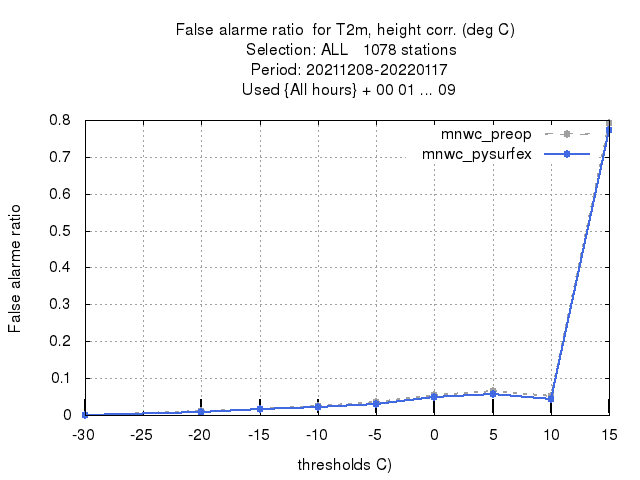 False alarme ratio  for T2m, height corr. (deg C)
Selection: ALL   1078 stations
Period: 20211208-20220117
Used {All hours} + 00 01 ... 09
mnwc_preop
mnwc_pysurfex
False alarme ratio
0.8
0.7
0.6
0.5
0.4
0.3
0.2
0.1
0
-30 -25 -20 -15 -10 -5 0 5 10 15
thresholds C)